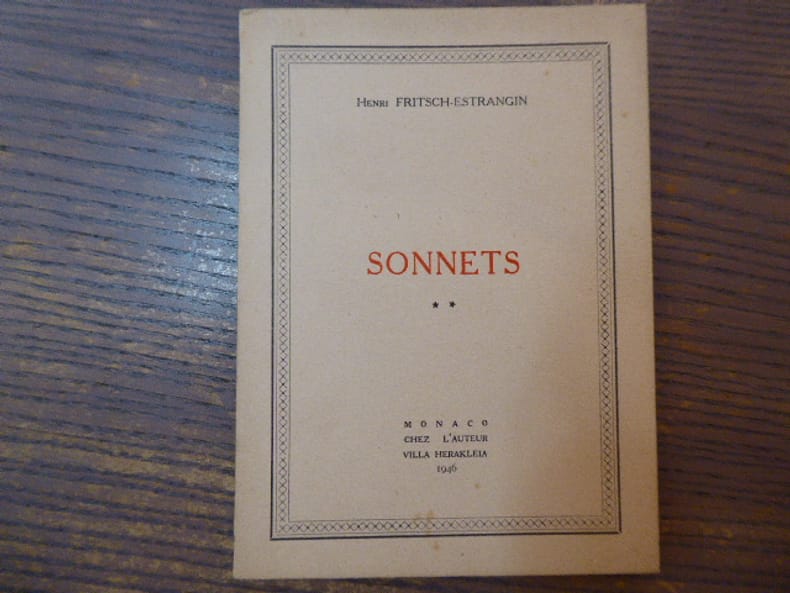 Henri FRITSCH-ESTRANGIN
SONNETS
★ ★
MONACO
CHEZ L'AUTEUR
VILLA HERAKLEIA
1946